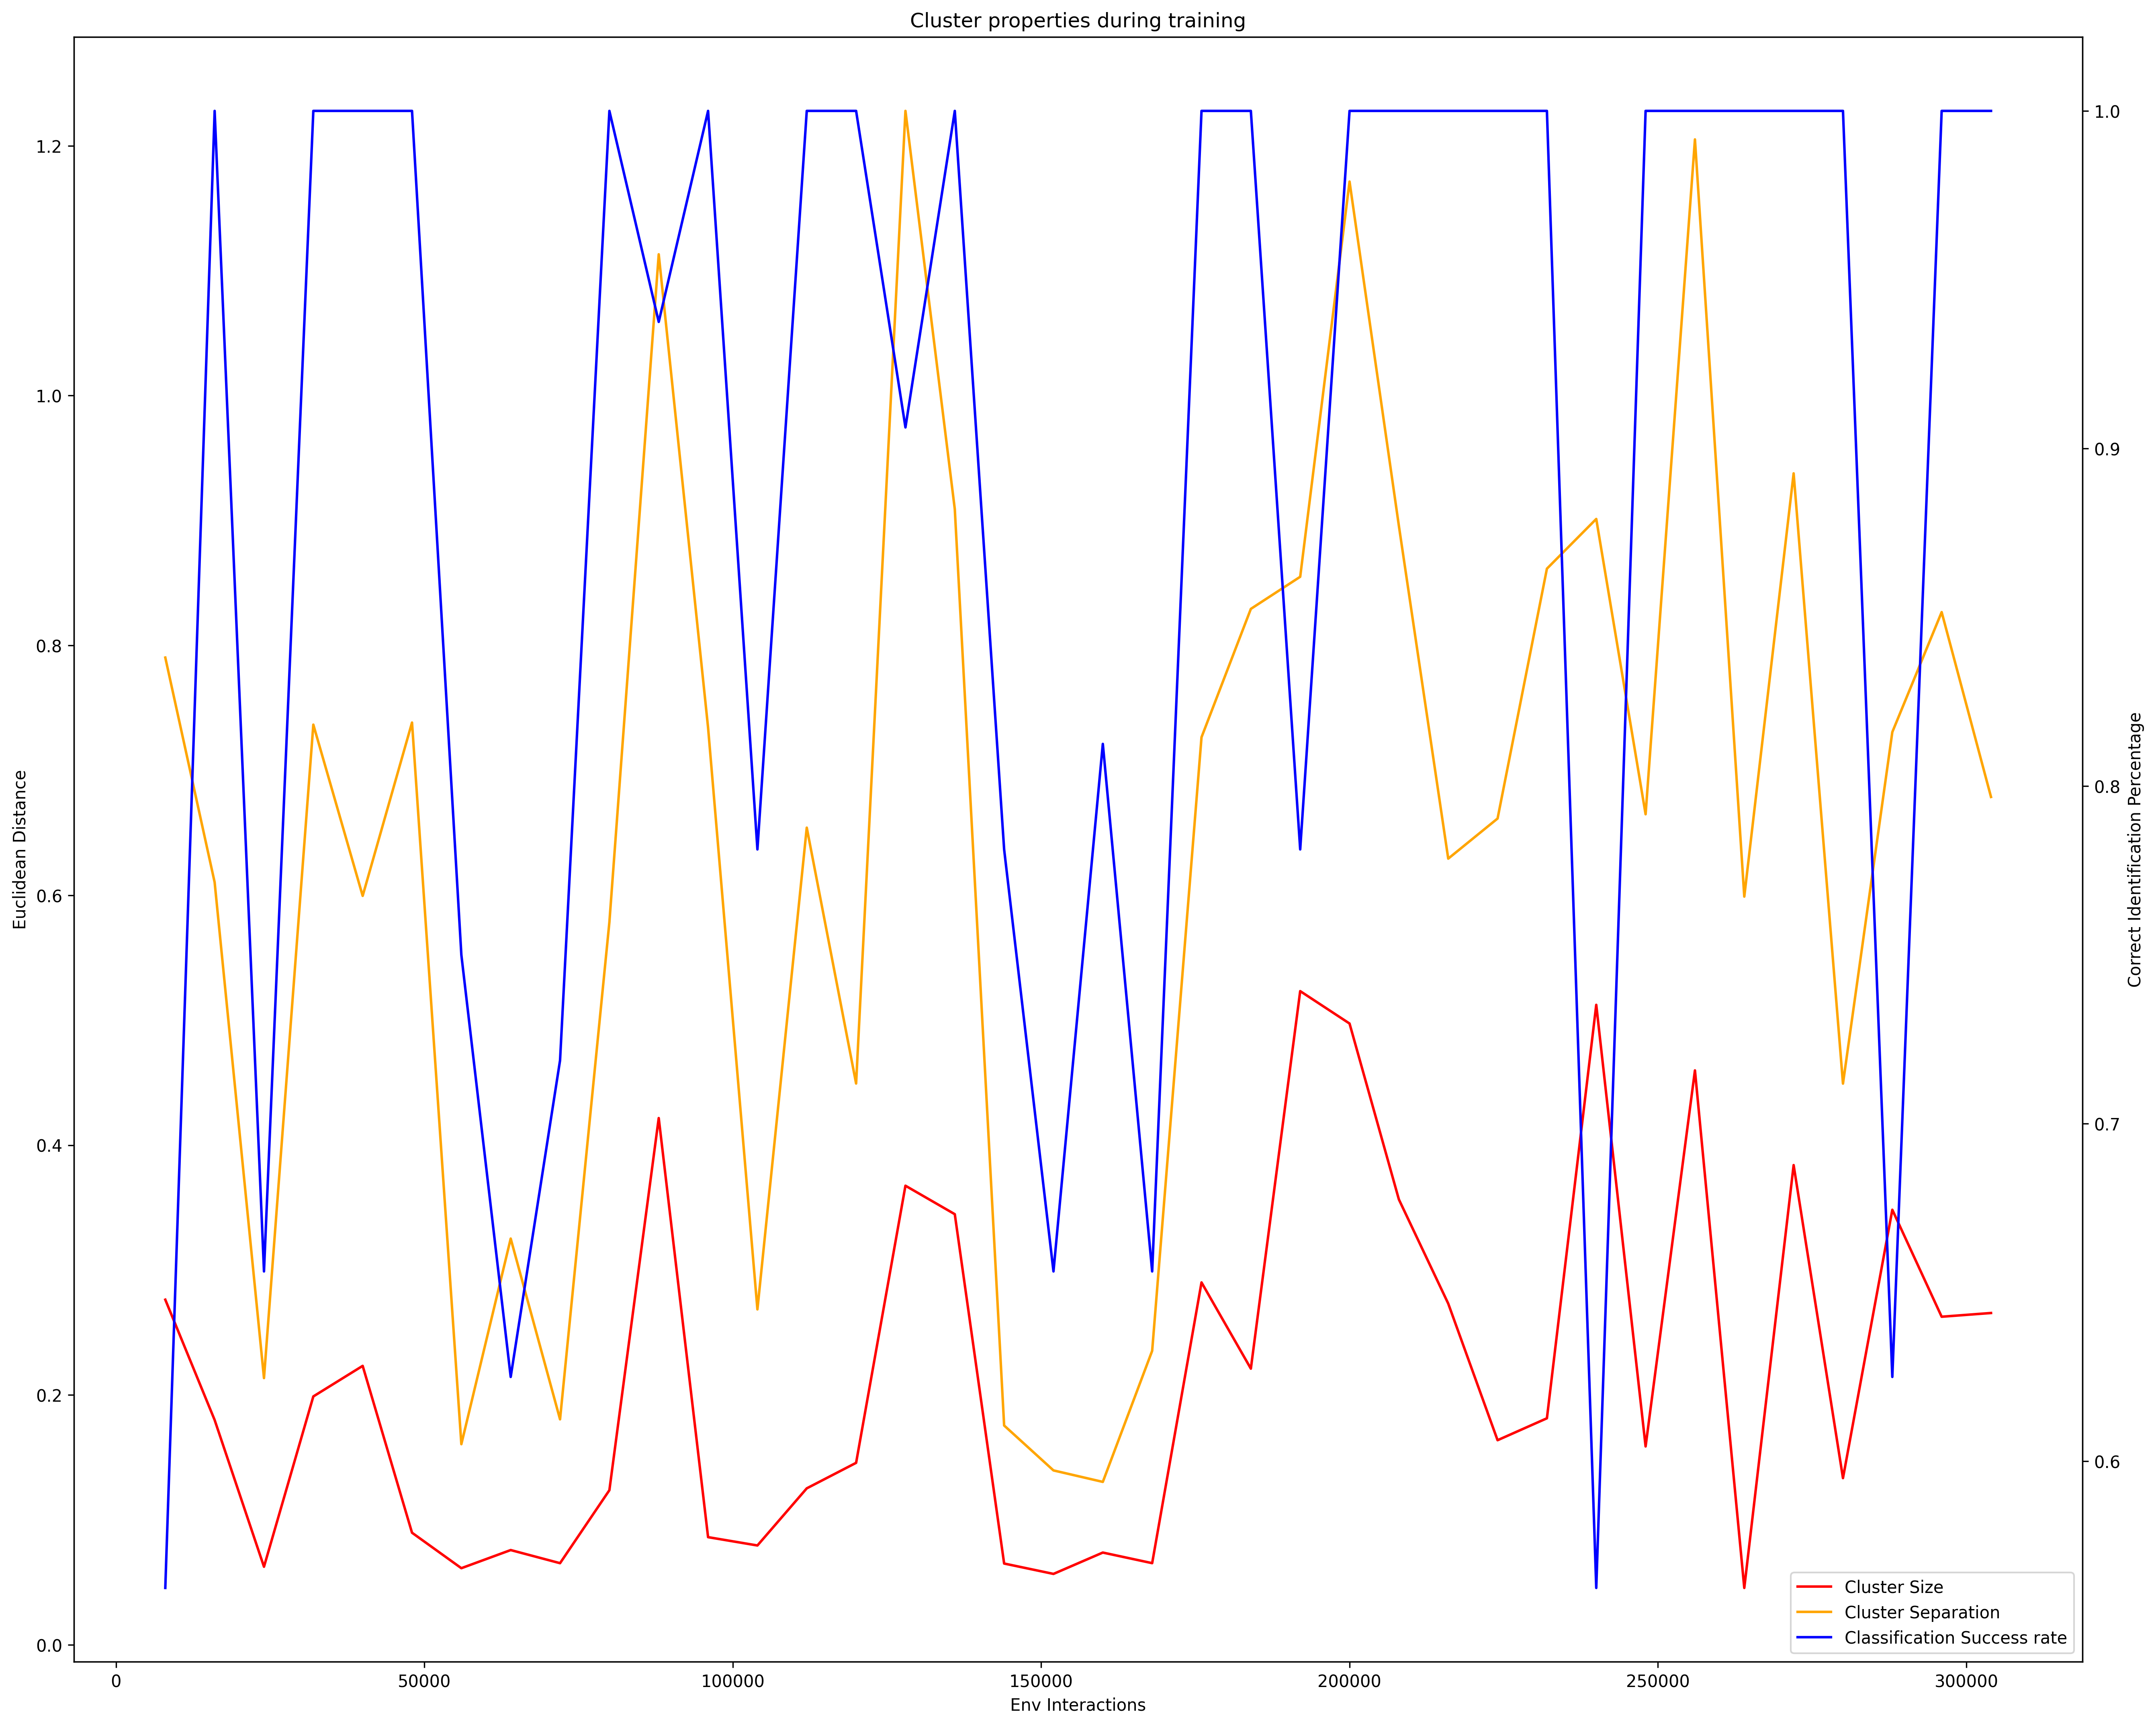 Cluster properties during training
1.2
1.0
0.8
0.6
0.4
0.2
0.0
Euclidean Distance
1.0
0.9
0.8
0.7
0.6
Correct Identification Percentage
0
50000
100000
150000
200000
250000
300000
Env Interactions
Cluster Size
Cluster Separation
Classification Success rate